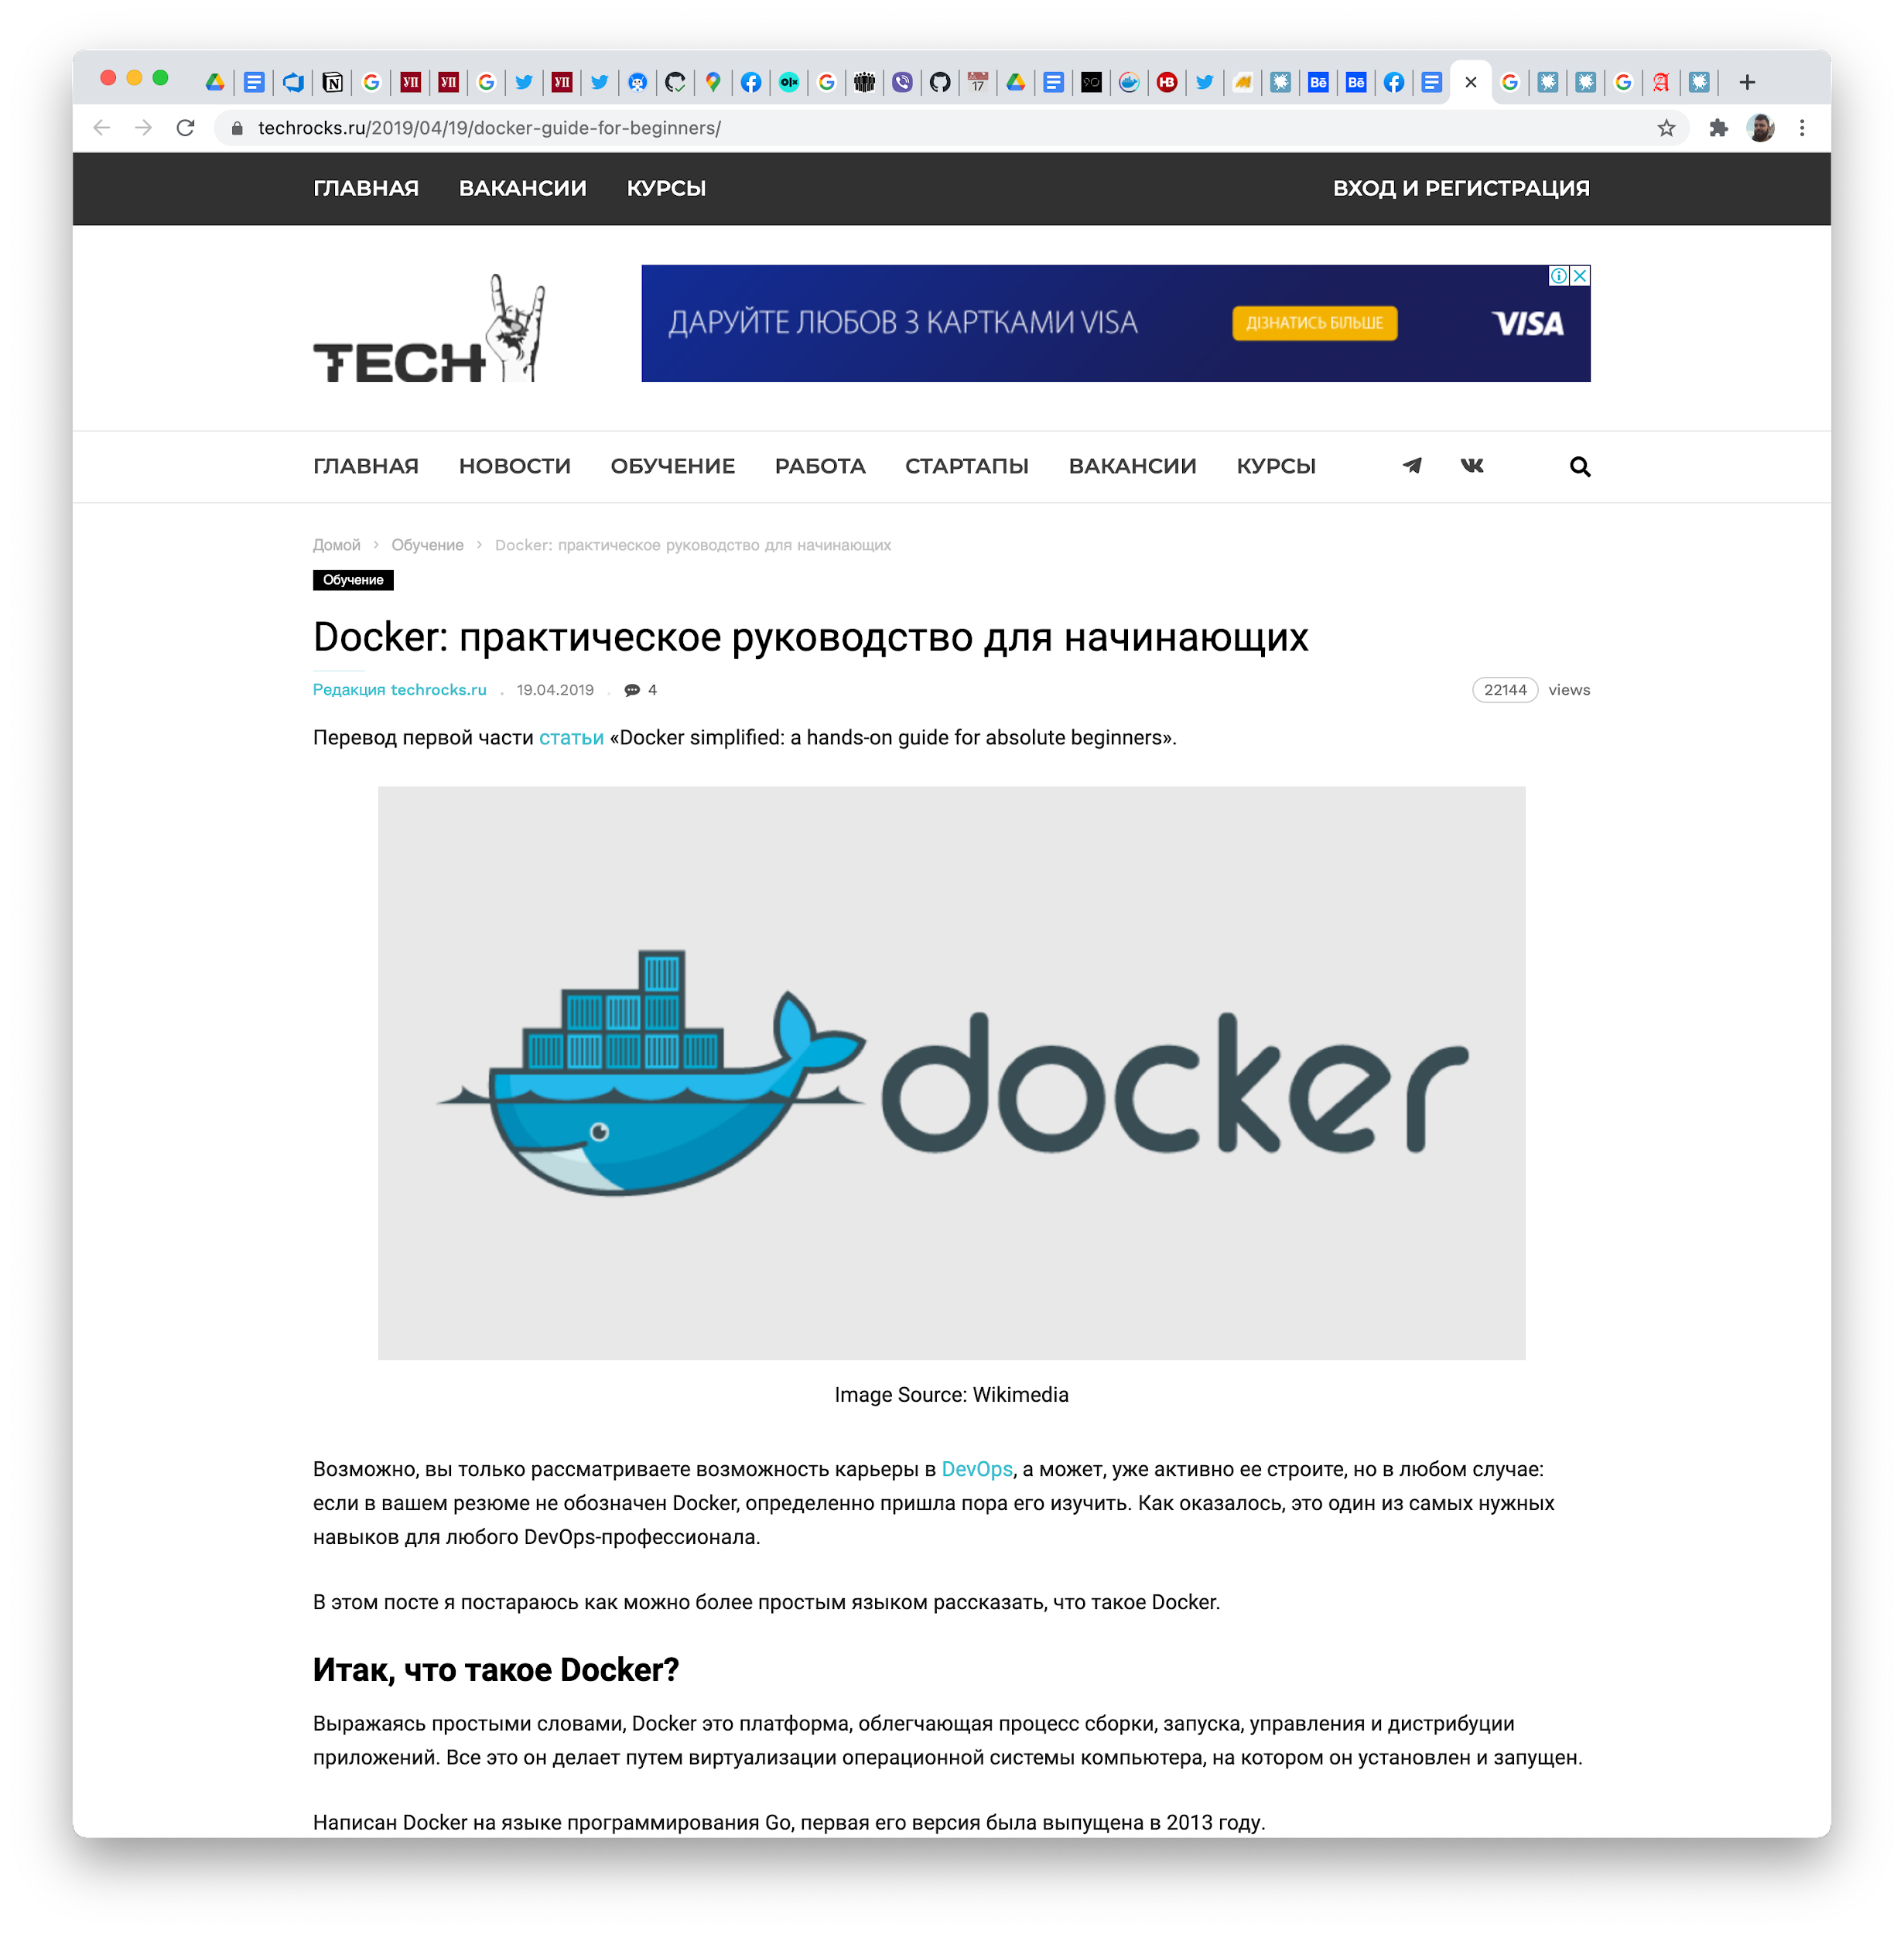 techrocks.ru/2019/04/19/docker-guide-for-beginners/
ГЛАВНАЯ ВАКАНСИИ КУРСЫ ВХОД И РЕГИСТРАЦИЯ
TECH
ДАРУЙТЕ ЛЮБОВ З КАРТКАМИ VISA ДІЗНАТИСЬ БІЛЬШЕ VISA
ГЛАВНАЯ НОВОСТИ ОБУЧЕНИЕ РАБОТА СТАРТАПЫ ВАКАНСИИ КУРСЫ
Домой > Обучение > Docker: практическое руководство для начинающих
Обучение
Docker: практическое руководство для начинающих
Редакция techrocks.ru . 19.04.2019 . 4 22144 views
Перевод первой части статьи «Docker simplified: a hands-on guide for absolute beginners».
docker
Image Source: Wikimedia
Возможно, вы только рассматриваете возможность карьеры в DevOps, а может, уже активно ее строите, но в любом случае:
если в вашем резюме не обозначен Docker, определенно пришла пора его изучить. Как оказалось, это один из самых нужных
навыков для любого DevOps-профессионала.
В этом посте я постараюсь как можно более простым языком рассказать, что такое Docker.
Итак, что такое Docker?
Выражаясь простыми словами, Docker это платформа, облегчающая процесс сборки, запуска, управления и дистрибуции
приложений. Все это он делает путем виртуализации операционной системы компьютера, на котором он установлен и запущен.
Написан Docker на языке программирования Go, первая его версия была выпущена в 2013 году.